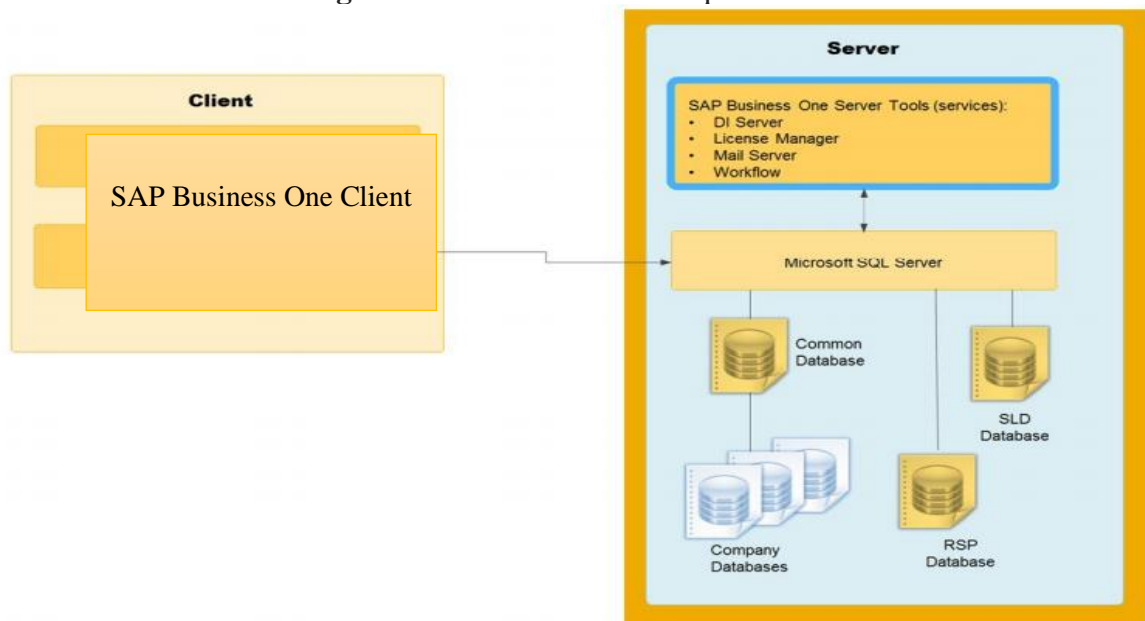 Client
SAP Business One Client
Server
SAP Business One Server Tools (services):
• DI Server
• License Manager
• Mail Server
• Workflow
Microsoft SQL Server
Common
Database
SLD
Database
Company
Databases
RSP
Database